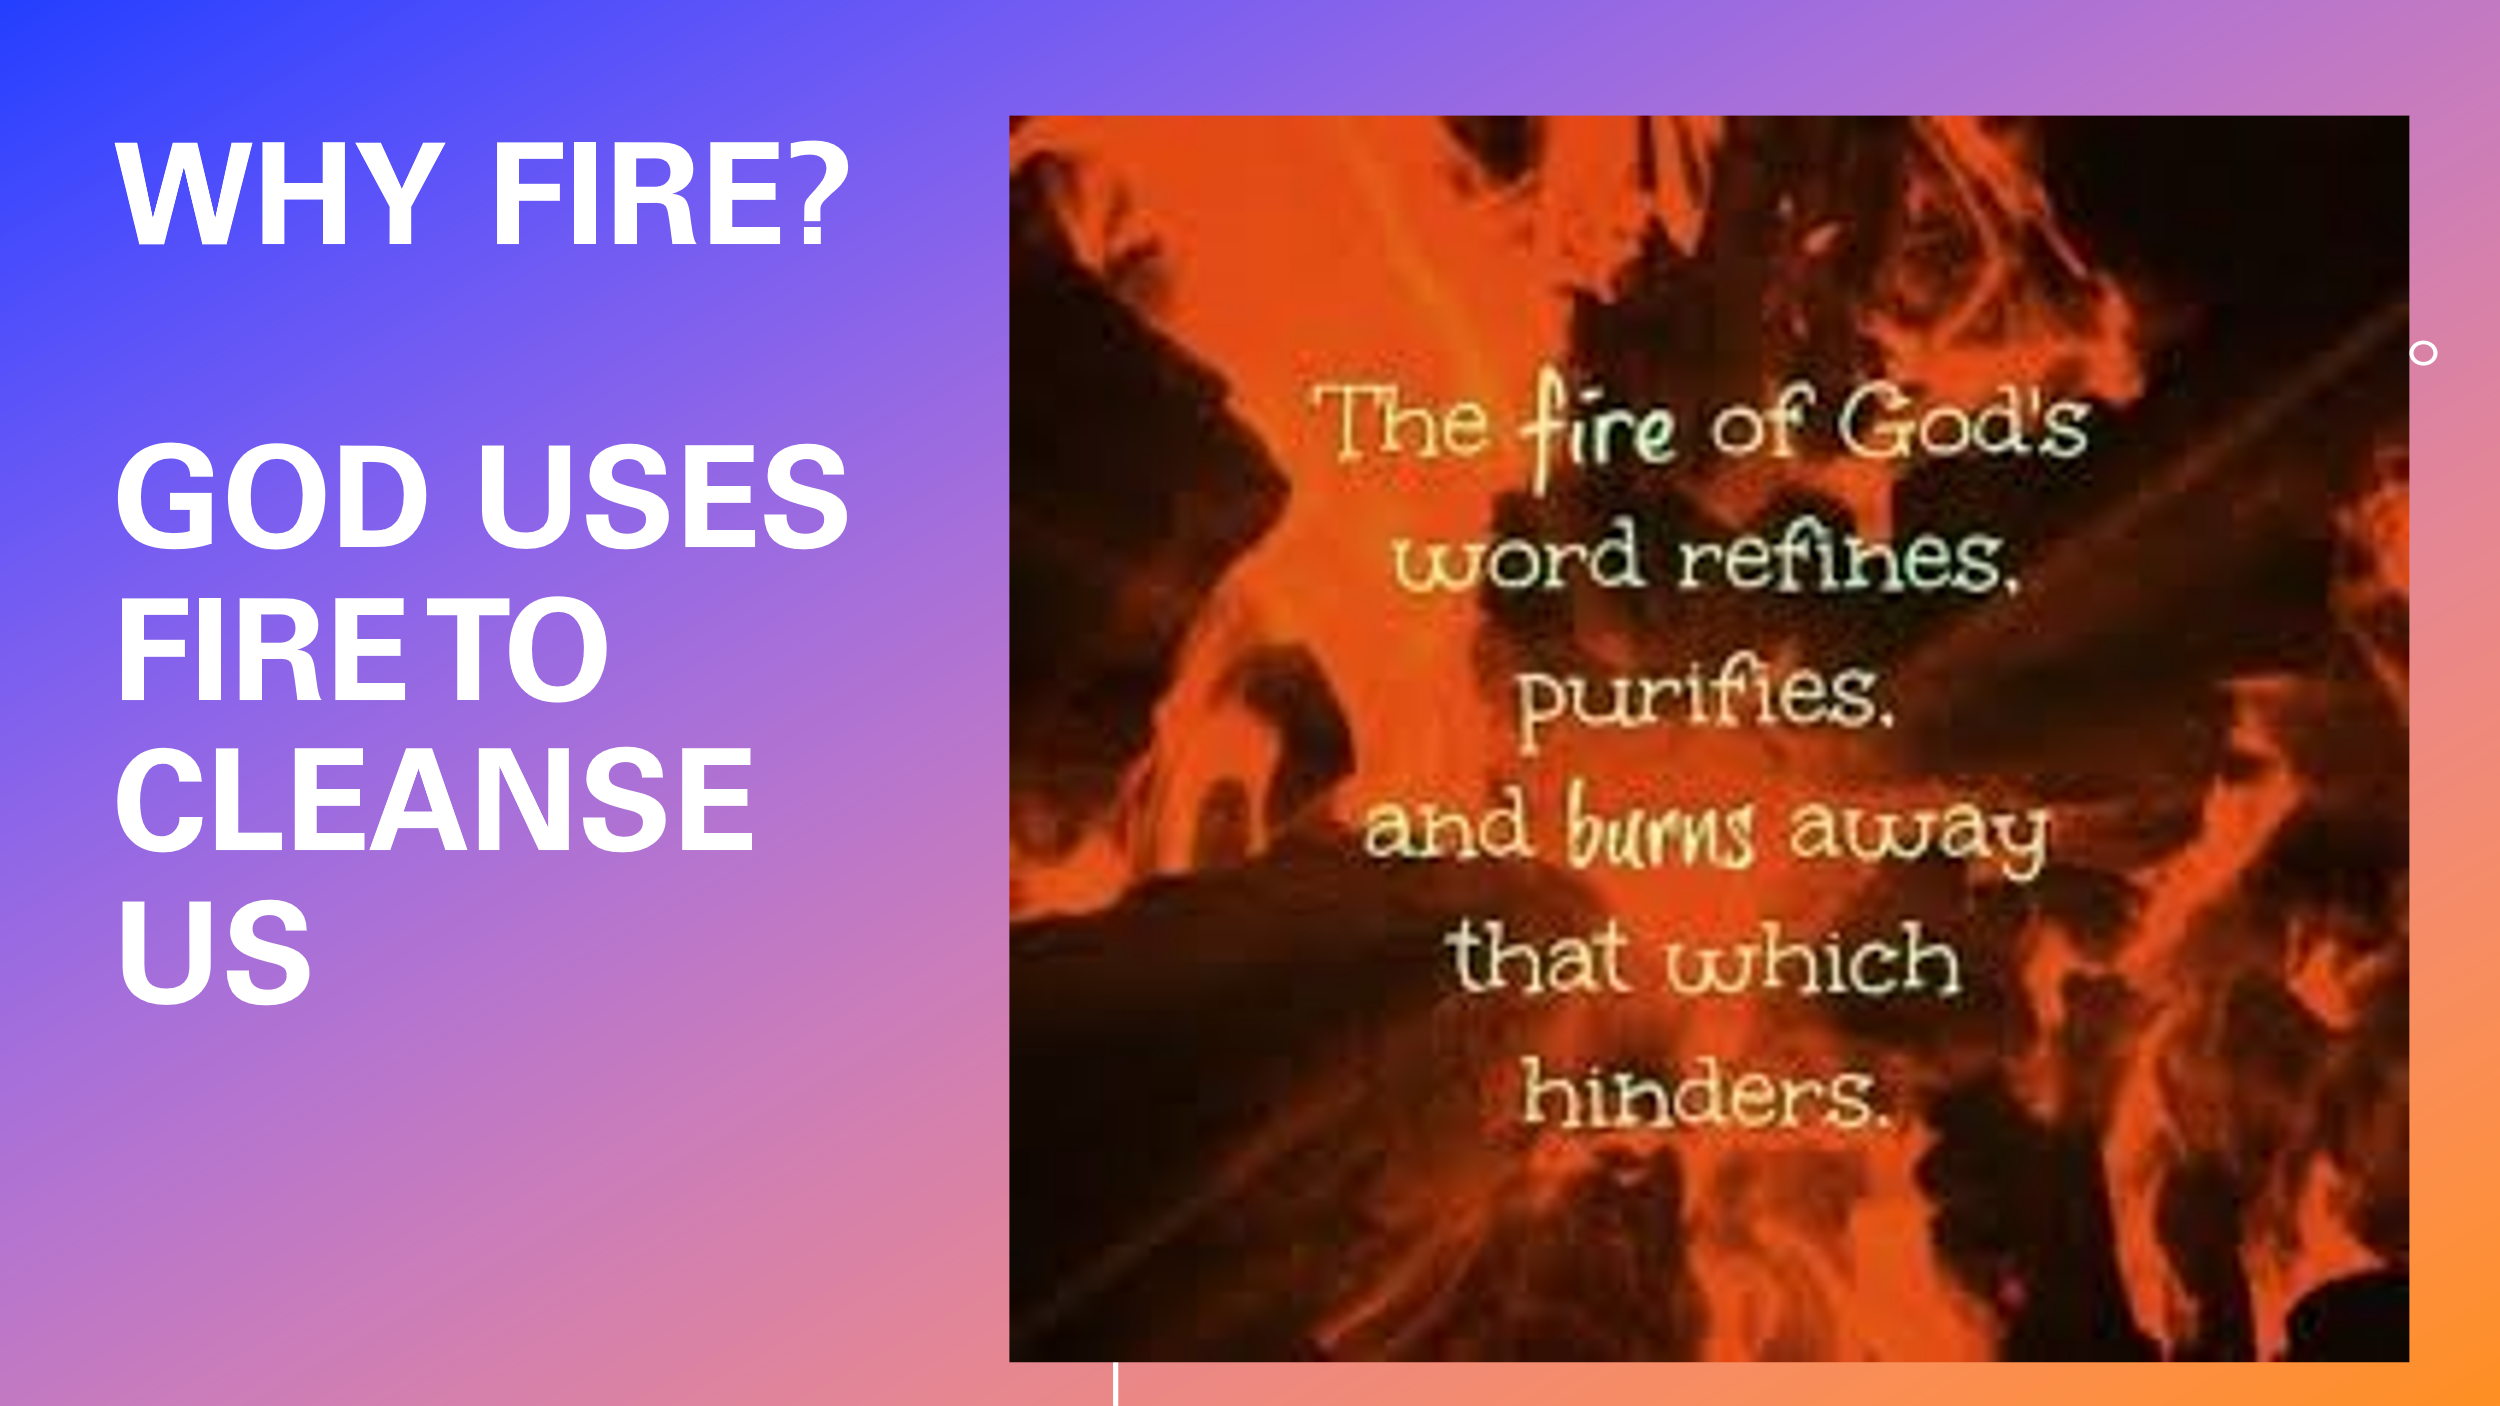 WHY FIRE?
GOD USES
FIRE TO
CLEANSE
US
The fire of God's
word refines,
purifies,
and burns away
that which
hinders.